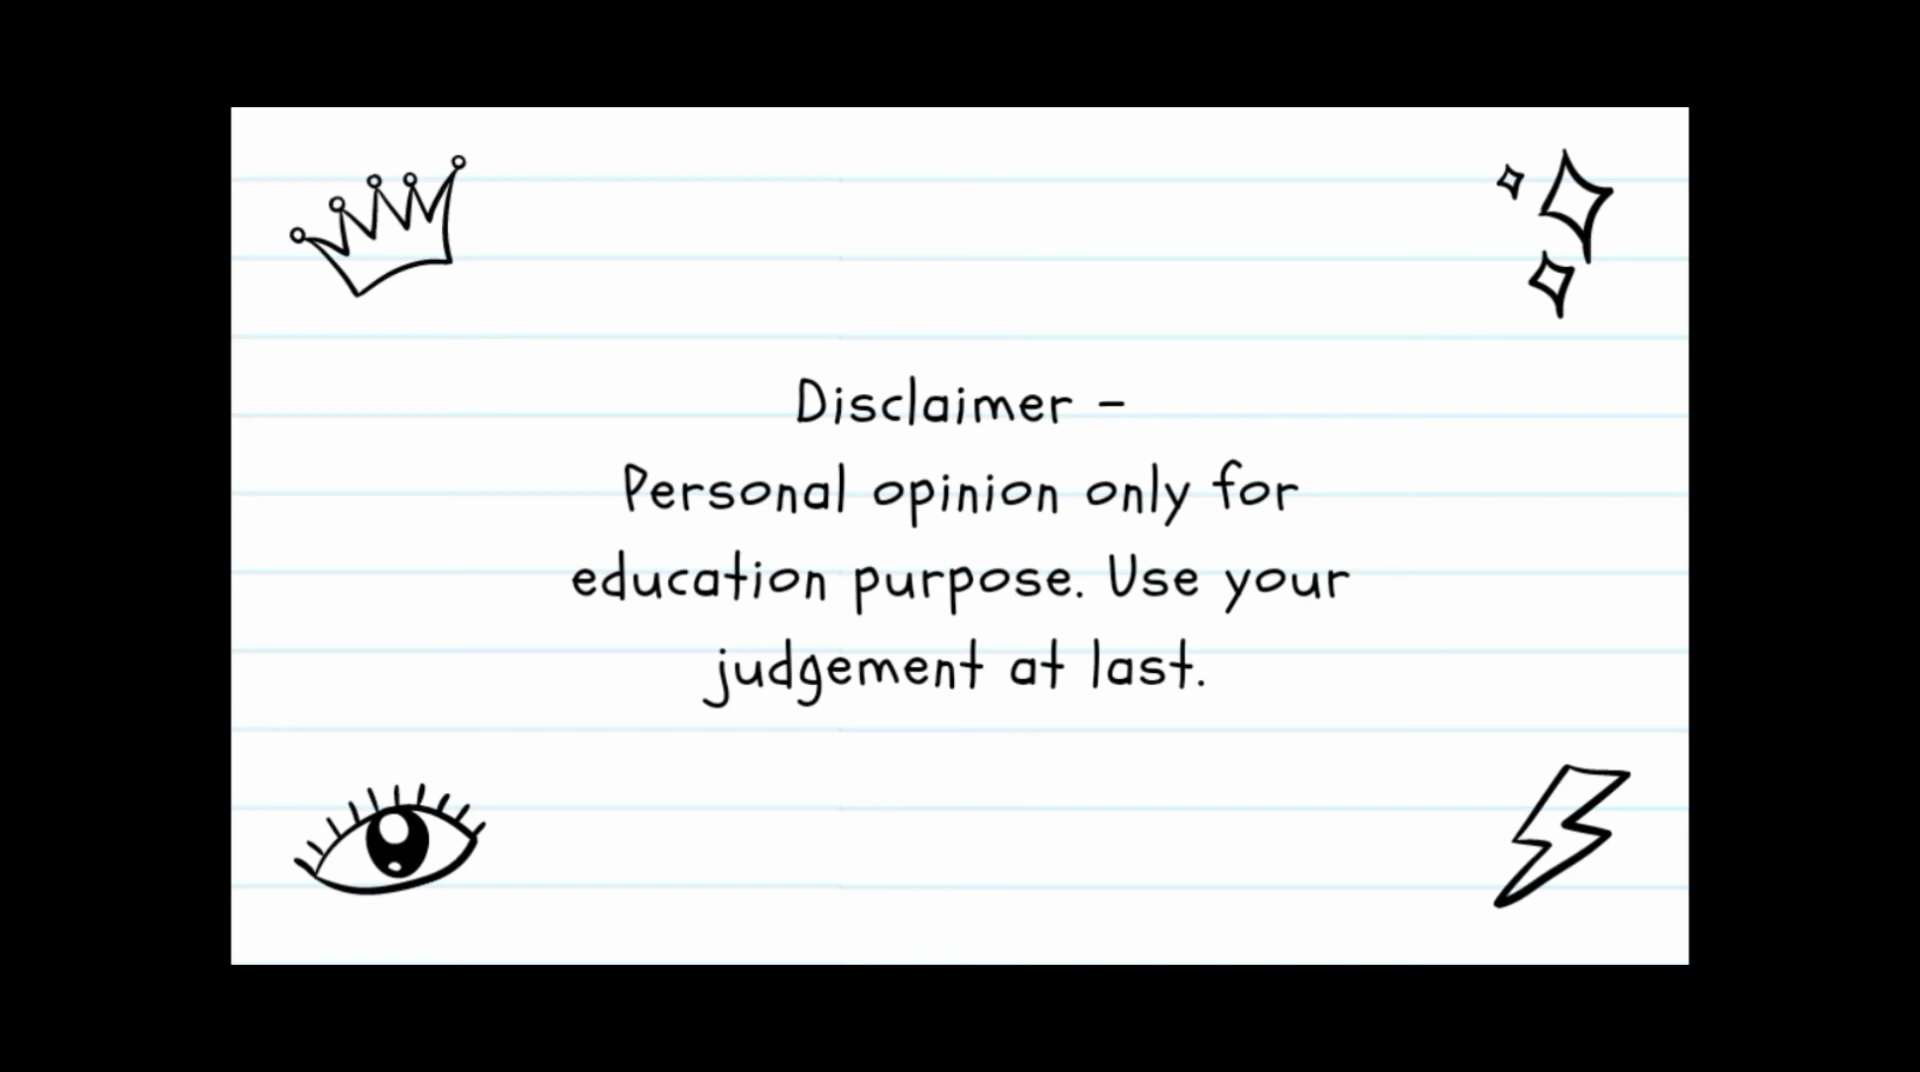 Disclaimer -
Personal opinion only for
education purpose. Use your
judgement at last.